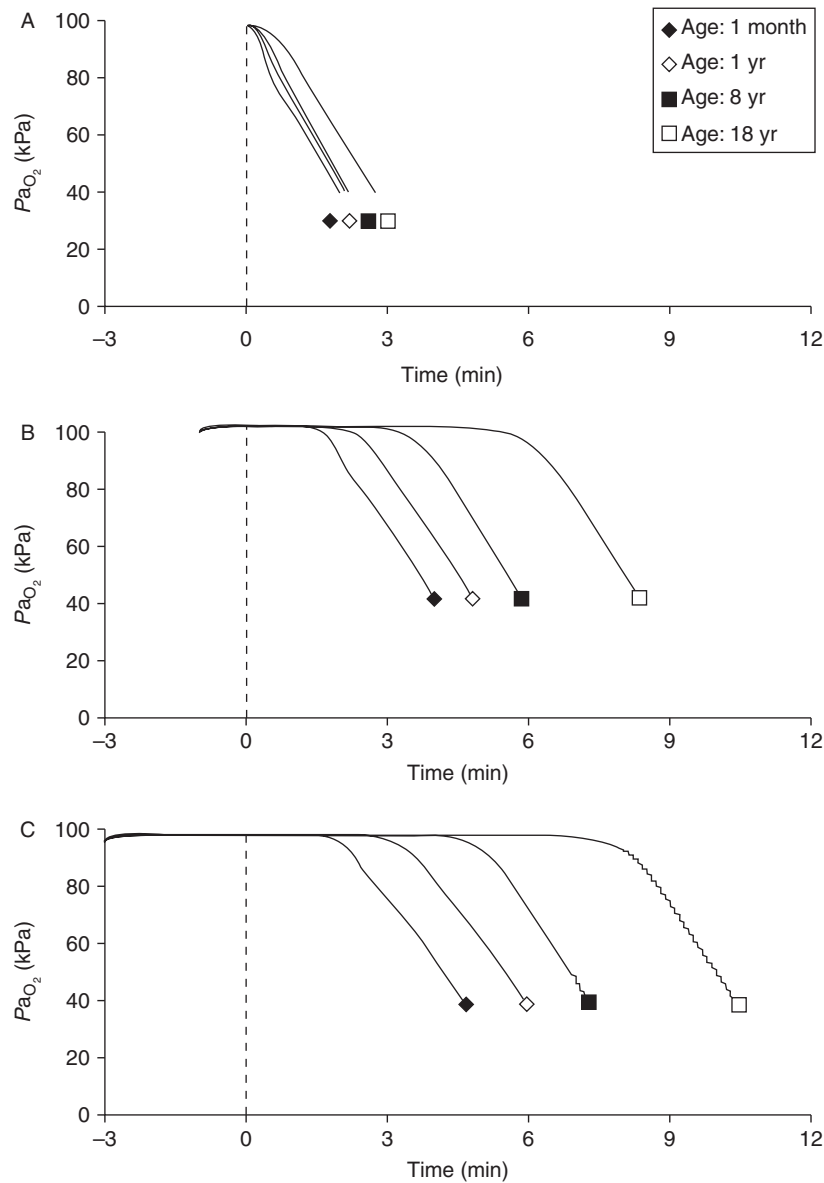 A
100
80
60
40
20
0
PaO2 (kPa)
–3 0 3 6 9 12
Time (min)
Age: 1 month
Age: 1 yr
Age: 8 yr
Age: 18 yr
B
100
80
60
40
20
0
PaO2 (kPa)
–3 0 3 6 9 12
Time (min)
C
100
80
60
40
20
0
PaO2 (kPa)
–3 0 3 6 9 12
Time (min)